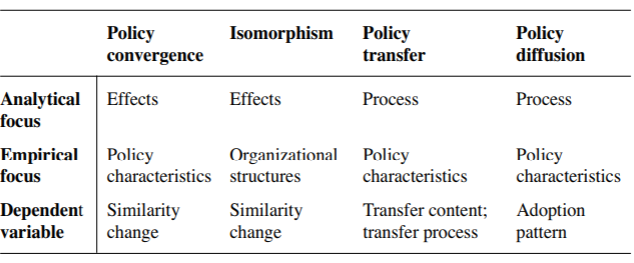 Policy convergence Isomorphism Policy transfer Policy diffusion
Analytical focus Effects Effects Process Process
Empirical focus Policy characteristics Organizational structures Policy characteristics Policy characteristics
Dependent variable Similarity change Similarity change Transfer content; transfer process Adoption pattern